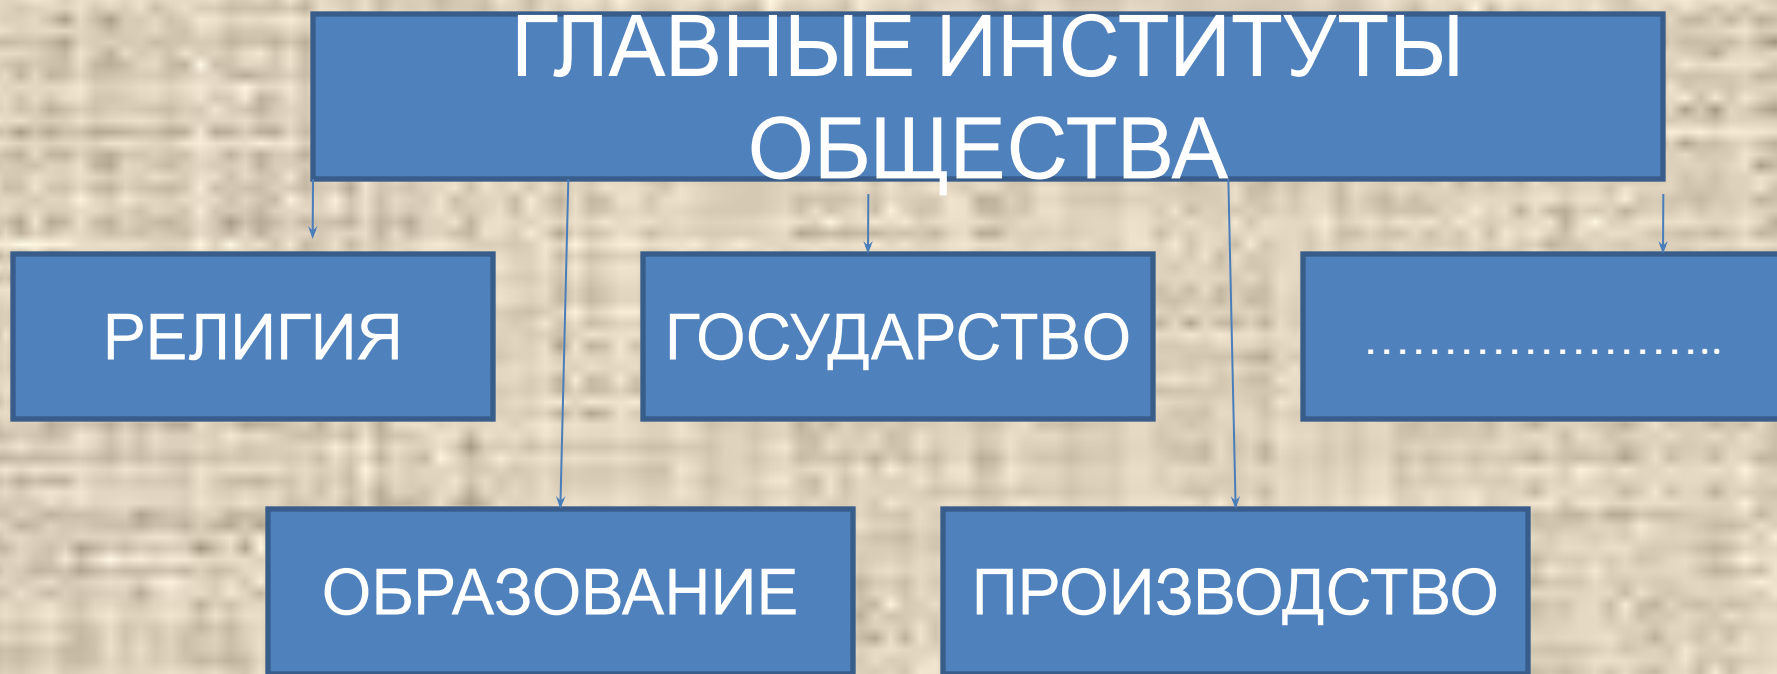 ГЛАВНЫЕ ИНСТИТУТЫ
ОБЩЕСТВА
РЕЛИГИЯ
ГОСУДАРСТВО
……………………..
ОБРАЗОВАНИЕ
ПРОИЗВОДСТВО